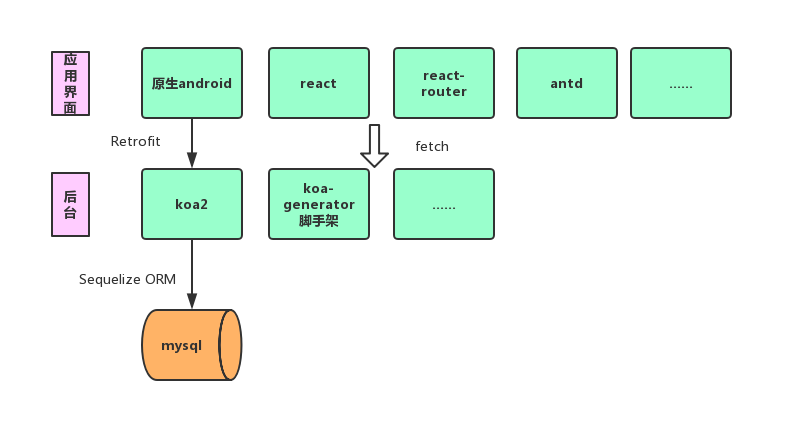 应
用
界
面
原生android
react
react-
router
antd
......
Retrofit
fetch
后
台
koa2
koa-
generator
脚手架
......
Sequelize ORM
mysql